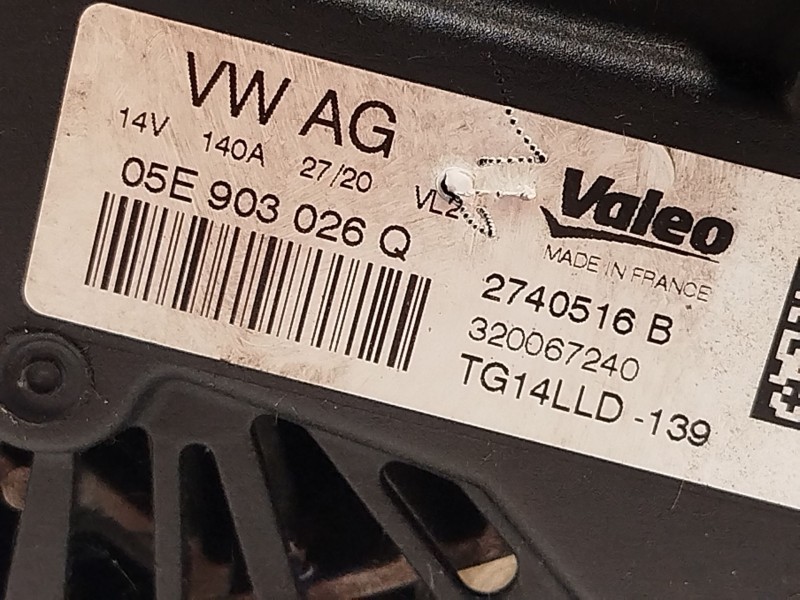 VW AG
14V 140A 27/20
05E 903 026 Q
VL2
Valeo
MADE IN FRANCE
2740516 B
320067240
TG14LLD -139